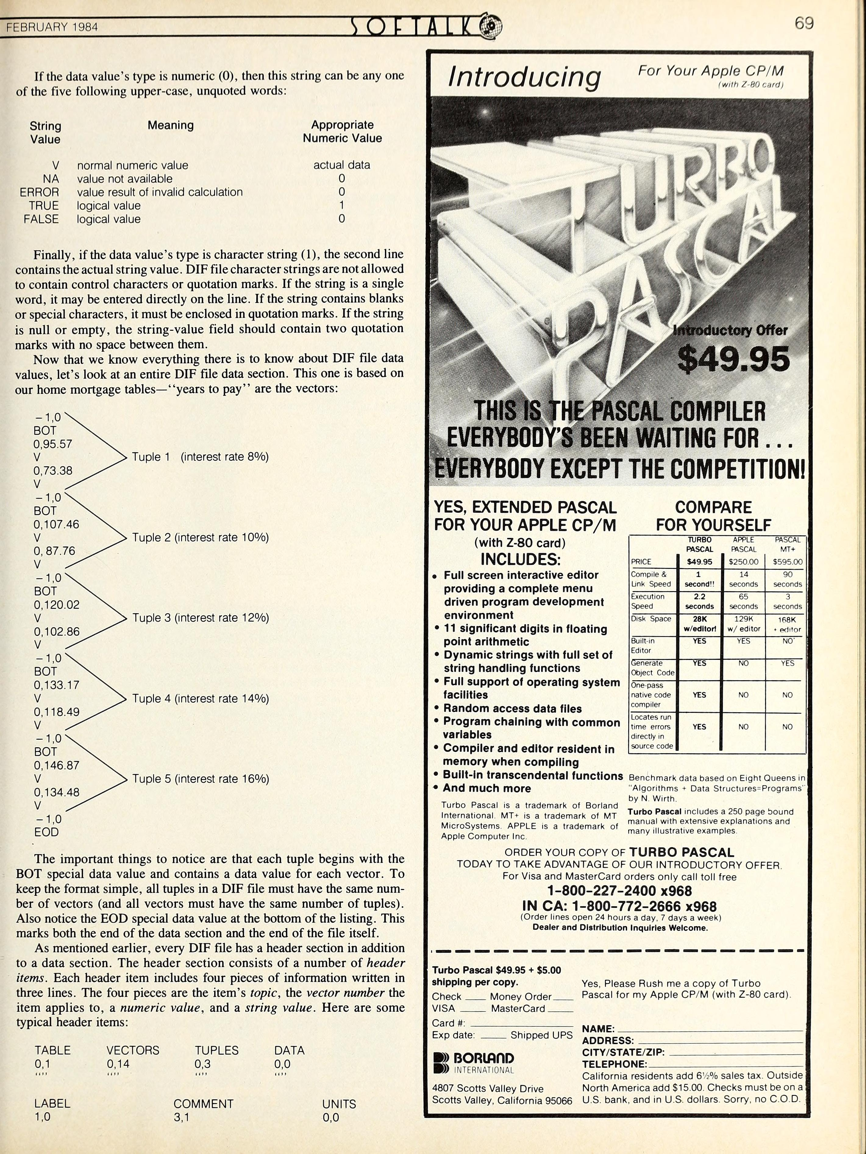 FEBRUARY 1984
SOFTALK
69
If the data value's type is numeric (0), then this string can be any one
of the five following upper-case, unquoted words:
String Meaning Appropriate
Value Numeric Value
V normal numeric value actual data
NA value not available 0
ERROR value result of invalid calculation 0
TRUE logical value 1
FALSE logical value 0
Finally, if the data value's type is character string (1), the second line
contains the actual string value. DIF file character strings are not allowed
to contain control characters or quotation marks. If the string is a single
word, it may be entered directly on the line. If the string contains blanks
or special characters, it must be enclosed in quotation marks. If the string
is null or empty, the string-value field should contain two quotation
marks with no space between them.
Now that we know everything there is to know about DIF file data
values, let's look at an entire DIF file data section. This one is based on
our home mortgage tables—"years to pay" are the vectors:
–1,0
BOT
0,95.57
V Tuple 1 (interest rate 8%)
0,73.38
V
–1,0
BOT
0,107.46
V Tuple 2 (interest rate 10%)
0, 87.76
V
–1,0
BOT
0,120.02
V Tuple 3 (interest rate 12%)
0,102.86
V
–1,0
BOT
0,133.17
V Tuple 4 (interest rate 14%)
0,118.49
V
–1,0
BOT
0,146.87
V Tuple 5 (interest rate 16%)
0,134.48
V
–1,0
EOD
The important things to notice are that each tuple begins with the
BOT special data value and contains a data value for each vector. To
keep the format simple, all tuples in a DIF file must have the same num-
ber of vectors (and all vectors must have the same number of tuples).
Also notice the EOD special data value at the bottom of the listing. This
marks both the end of the data section and the end of the file itself.
As mentioned earlier, every DIF file has a header section in addition
to a data section. The header section consists of a number of header
items. Each header item includes four pieces of information written in
three lines. The four pieces are the item's topic, the vector number the
item applies to, a numeric value, and a string value. Here are some
typical header items:
TABLE VECTORS TUPLES DATA
0,1 0,14 0,3 0,0
"" "" "" ""
LABEL COMMENT UNITS
1,0 3,1 0,0
Introducing
For Your Apple CP/M
(with Z-80 card)
TURBO
PASCAL
Introductory Offer
$49.95
THIS IS THE PASCAL COMPILER
EVERYBODY'S BEEN WAITING FOR ...
EVERYBODY EXCEPT THE COMPETITION!
YES, EXTENDED PASCAL
FOR YOUR APPLE CP/M
(with Z-80 card)
INCLUDES:
• Full screen interactive editor
providing a complete menu
driven program development
environment
• 11 significant digits in floating
point arithmetic
• Dynamic strings with full set of
string handling functions
• Full support of operating system
facilities
• Random access data files
• Program chaining with common
variables
• Compiler and editor resident in
memory when compiling
• Built-in transcendental functions
• And much more
Turbo Pascal is a trademark of Borland
International. MT+ is a trademark of MT
MicroSystems. APPLE is a trademark of
Apple Computer Inc.
COMPARE
FOR YOURSELF
TURBO APPLE PASCAL
PASCAL PASCAL MT+
PRICE $49.95 $250.00 $595.00
Compile & 1 14 90
Link Speed second!! seconds seconds
Execution 2.2 65 3
Speed seconds seconds seconds
Disk Space 28K 129K 168K
w/editor! w/ editor + editor
Built-in YES YES NO
Editor
Generate YES NO YES
Object Code
One-pass
native code YES NO NO
compiler
Locates run
time errors YES NO NO
directly in
source code
Benchmark data based on Eight Queens in
"Algorithms + Data Structures=Programs"
by N. Wirth.
Turbo Pascal includes a 250 page bound
manual with extensive explanations and
many illustrative examples.
ORDER YOUR COPY OF TURBO PASCAL
TODAY TO TAKE ADVANTAGE OF OUR INTRODUCTORY OFFER.
For Visa and MasterCard orders only call toll free
1-800-227-2400 x968
IN CA: 1-800-772-2666 x968
(Order lines open 24 hours a day, 7 days a week)
Dealer and Distribution Inquiries Welcome.
Turbo Pascal $49.95 + $5.00
shipping per copy.
Check ___ Money Order ___
VISA ___ MasterCard ___
Card #: ___
Exp date: ___ Shipped UPS
BORLAND
INTERNATIONAL
4807 Scotts Valley Drive
Scotts Valley, California 95066
Yes, Please Rush me a copy of Turbo
Pascal for my Apple CP/M (with Z-80 card).
NAME: ___
ADDRESS: ___
CITY/STATE/ZIP: ___
TELEPHONE: ___
California residents add 6½% sales tax. Outside
North America add $15.00. Checks must be on a
U.S. bank, and in U.S. dollars. Sorry, no C.O.D.